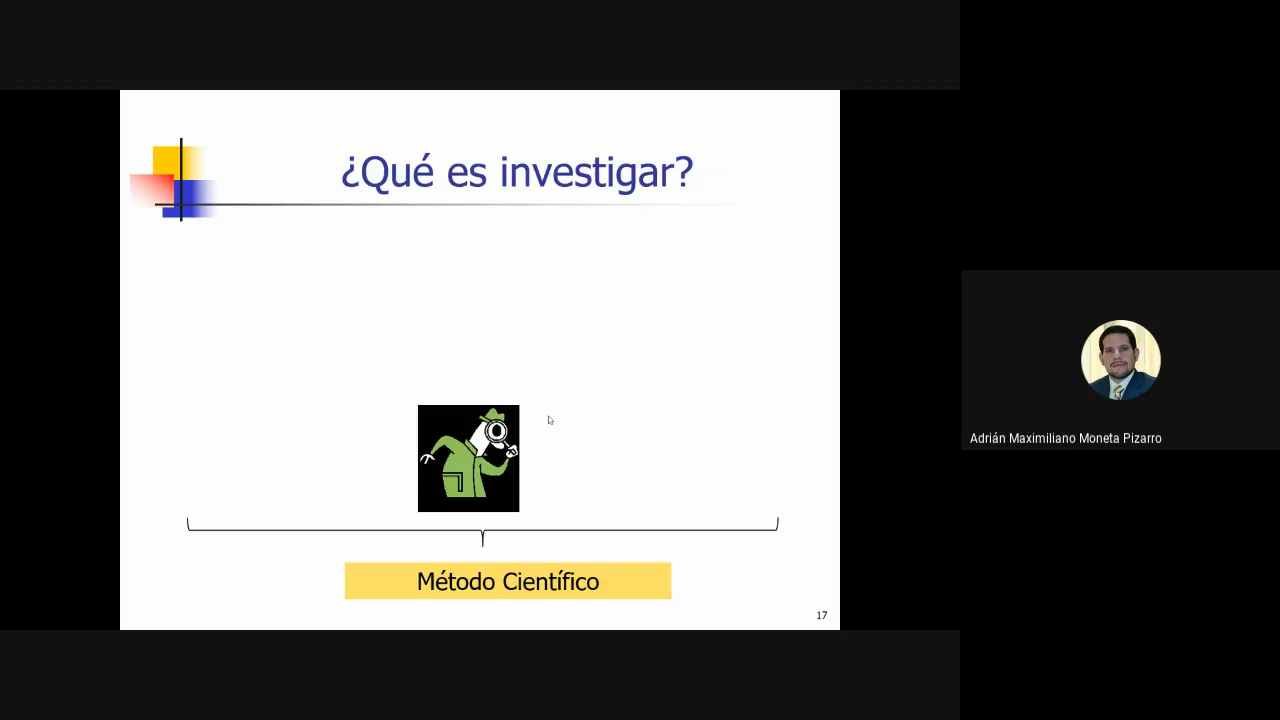 ¿Qué es investigar?
Adrián Maximiliano Moneta Pizarro
Método Científico
17